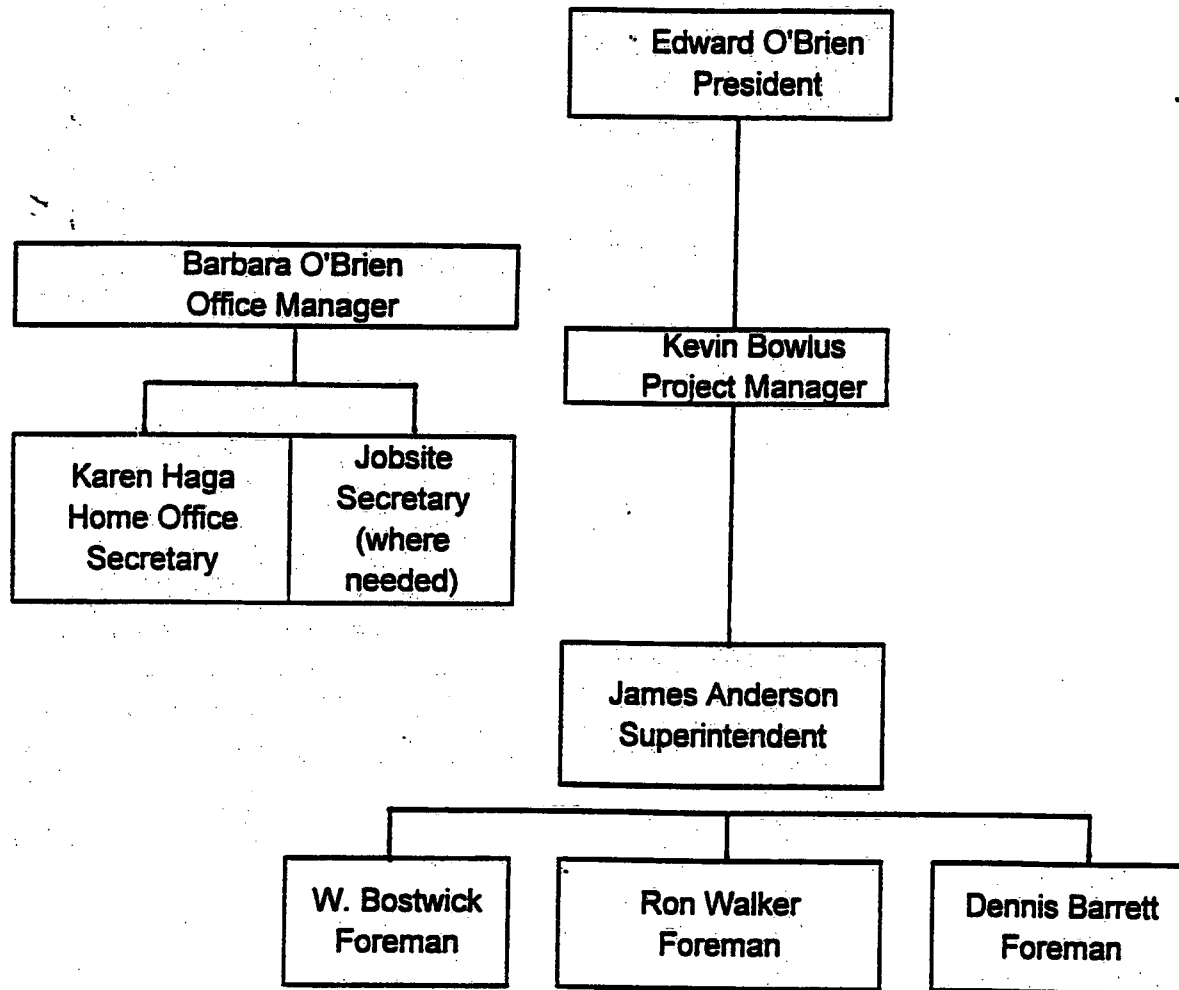 Edward O'Brien
President
Barbara O'Brien
Office Manager
Kevin Bowlus
Project Manager
Karen Haga
Home Office
Secretary
Jobsite
Secretary
(where
needed)
James Anderson
Superintendent
W. Bostwick
Foreman
Ron Walker
Foreman
Dennis Barrett
Foreman